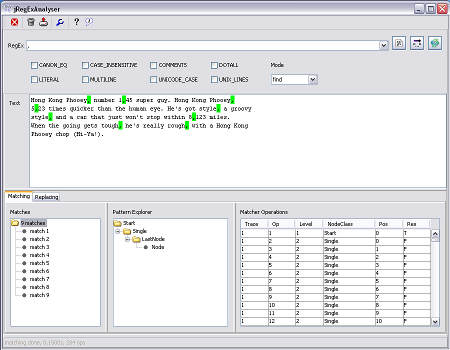 jRegExAnalyser
RegEx ,
CANON_EQ CASE_INSENSITIVE COMMENTS DOTALL Mode
LITERAL MULTILINE UNICODE_CASE UNIX_LINES find
Text
Hong Kong Phooey, number 1,45 super guy. Hong Kong Phooey,
5,23 times quicker than the human eye. He's got style, a groovy
style, and a car that just won't stop within 8,123 miles.
When the going gets tough, he's really rough, with a Hong Kong
Phooey chop (Hi-Ya!).
Matching Replacing
Matches Pattern Explorer Matcher Operations
9 matches
match 1
match 2
match 3
match 4
match 5
match 6
match 7
match 8
match 9
Start
Single
LastNode
Node
Trace Op Level NodeClass Pos Res
1 1 1 Start 0 T
1 2 2 Single 0 F
1 3 2 Single 1 F
1 4 2 Single 2 F
1 5 2 Single 3 F
1 6 2 Single 4 F
1 7 2 Single 5 F
1 8 2 Single 6 F
1 9 2 Single 7 F
1 10 2 Single 8 F
1 11 2 Single 9 F
1 12 2 Single 10 F
matching done, 0.1500s, 284 ops